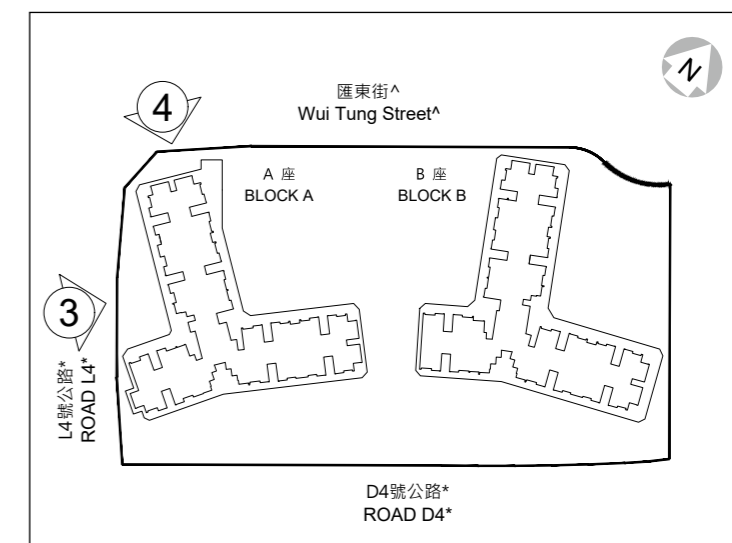 N
4
匯東街^
Wui Tung Street^
A 座
BLOCK A
B 座
BLOCK B
3
L4號公路*
ROAD L4*
D4號公路*
ROAD D4*